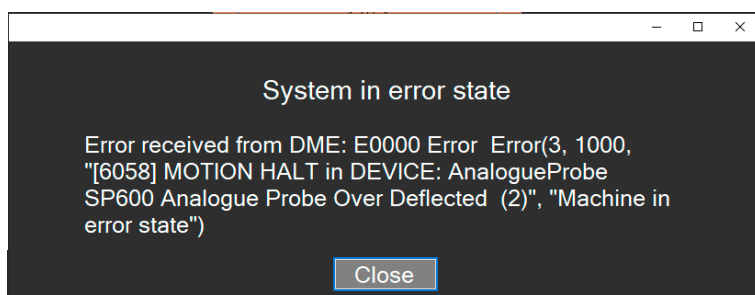 System in error state
Error received from DME: E0000 Error  Error(3, 1000,
"[6058] MOTION HALT in DEVICE: AnalogueProbe
SP600 Analogue Probe Over Deflected  (2)", "Machine in
error state")
Close